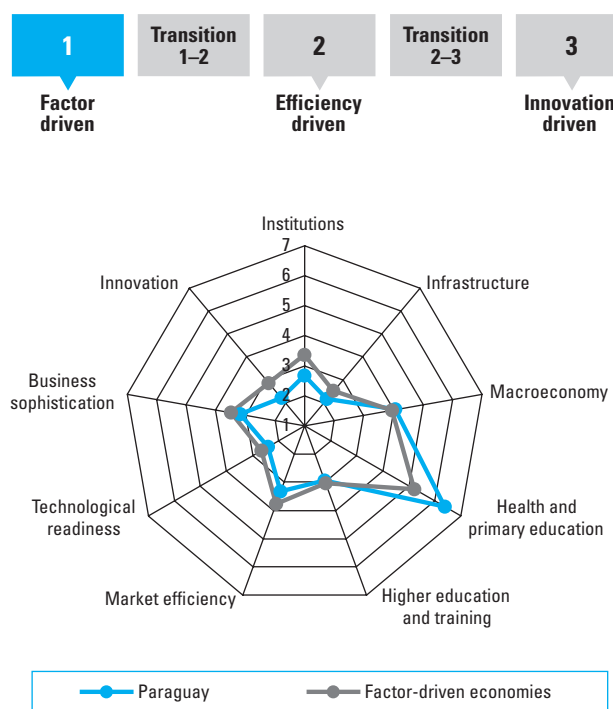 1
Transition
1–2
2
Transition
2–3
3
Factor
driven
Efficiency
driven
Innovation
driven
Institutions
7
6
5
4
3
2
1
Infrastructure
Macroeconomy
Health and
primary education
Higher education
and training
Market efficiency
Technological
readiness
Business
sophistication
Innovation
Paraguay
Factor-driven economies